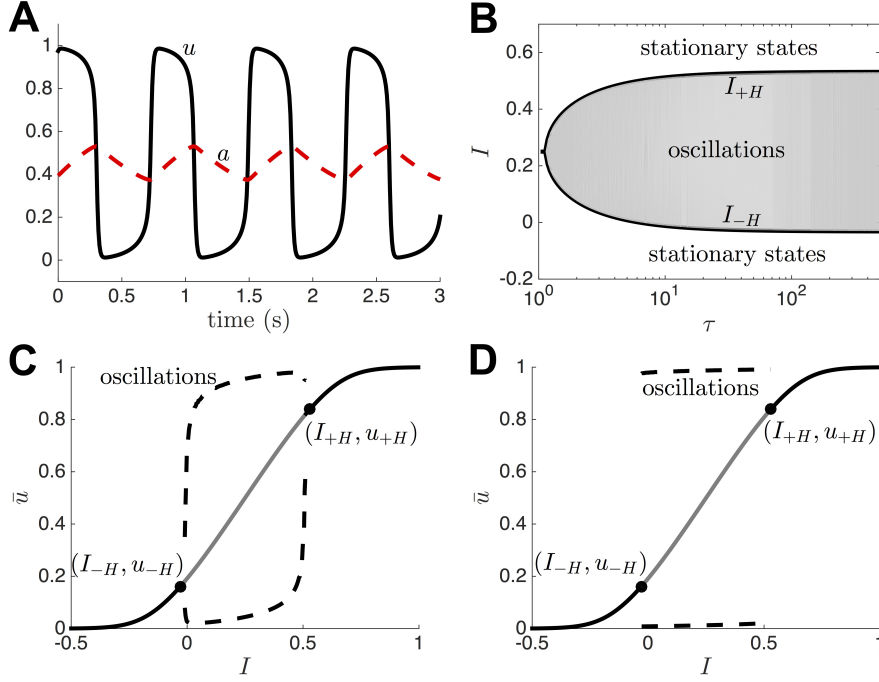 A
1
0.8
0.6
0.4
0.2
0
u
a
0
0.5
1
1.5
2
2.5
3
time (s)
B
0.6
0.4
0.2
0
-0.2
I
stationary states
I+H
oscillations
I−H
stationary states
10^0
10^1
10^2
τ
C
1
0.8
0.6
0.4
0.2
0
ū
oscillations
(I+H, u+H)
(I−H, u−H)
-0.5
0
0.5
1
I
D
1
0.8
0.6
0.4
0.2
0
ū
oscillations
(I+H, u+H)
(I−H, u−H)
-0.5
0
0.5
1
I